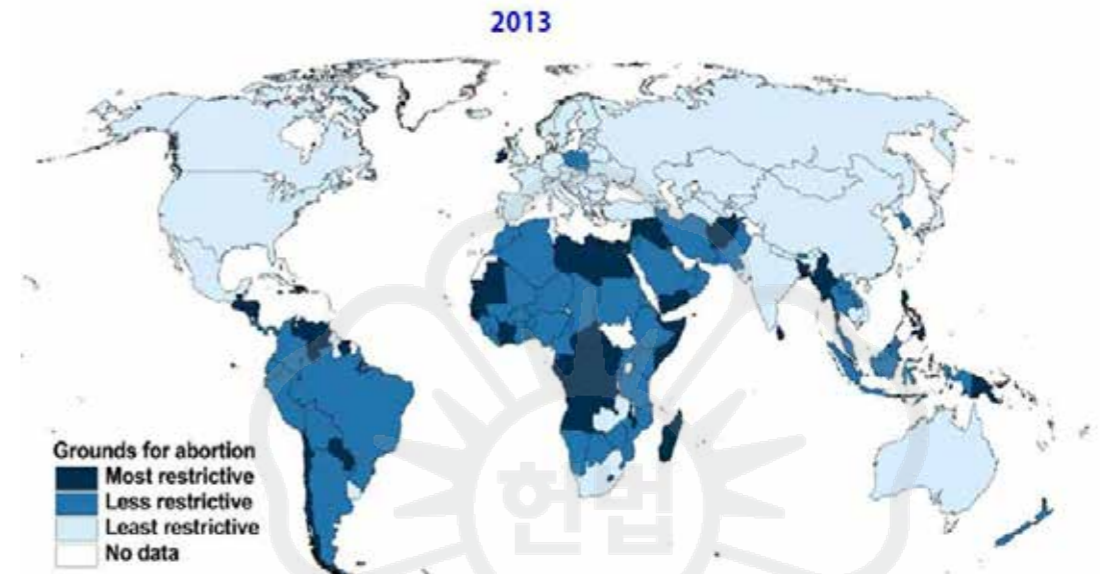 2013
Grounds for abortion
Most restrictive
Less restrictive
Least restrictive
No data
헌법